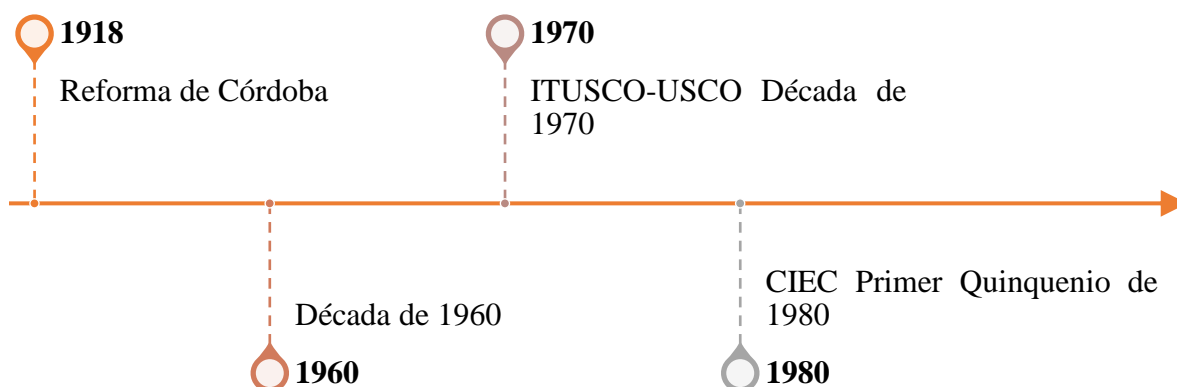 1918
Reforma de Córdoba
1970
ITUSCO-USCO Década de
1970
Década de 1960
1960
CIEC Primer Quinquenio de
1980
1980